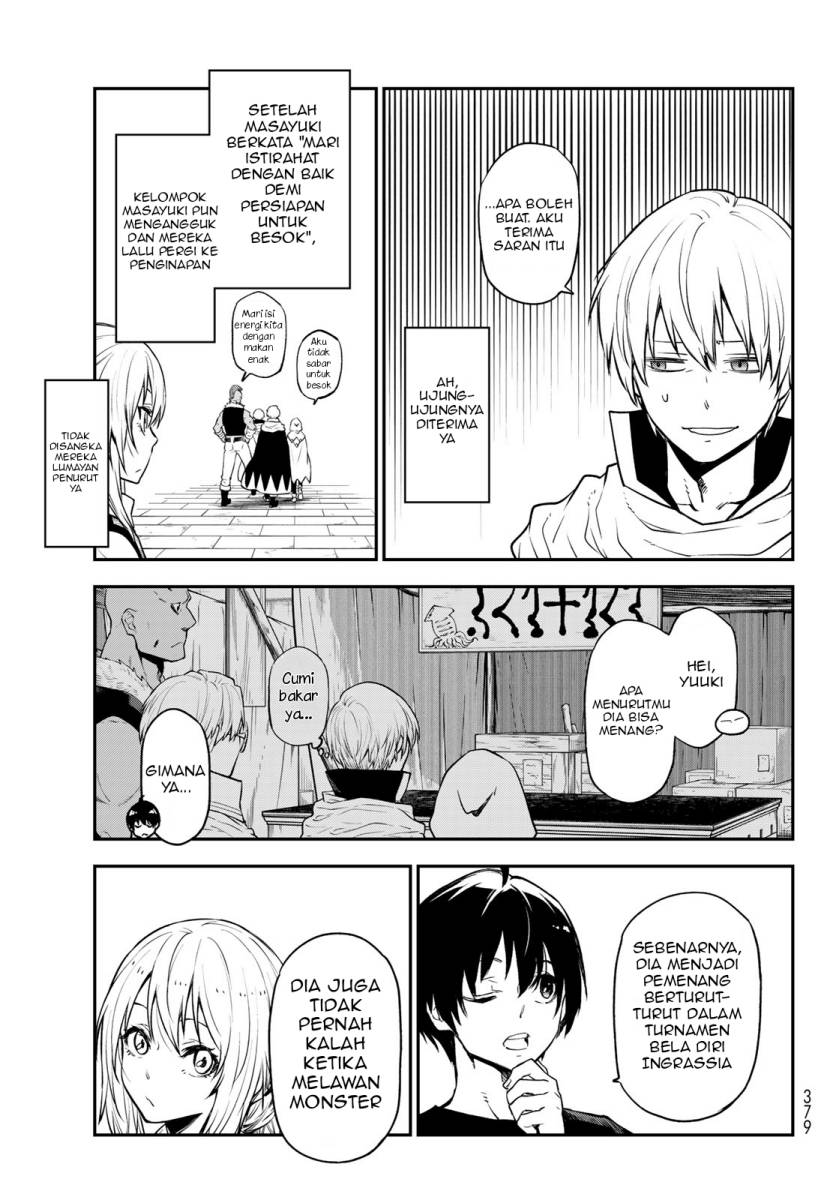 ...APA BOLEH
BUAT. AKU
TERIMA
SARAN ITU
AH,
UJUNG-
UJUNGNYA
DITERIMA
YA
SETELAH
MASAYUKI
BERKATA "MARI
ISTIRAHAT
DENGAN BAIK
DEMI
PERSIAPAN
UNTUK
BESOK",
KELOMPOK
MASAYUKI PUN
MENGANGGUK
DAN MEREKA
LALU PERGI KE
PENGINAPAN
Aku
tidak
sabar
untuk
besok
Mari isi
energi kita
dengan
makan
enak
TIDAK
DISANGKA
MEREKA
LUMAYAN
PENURUT
YA
HEI,
YUUKI
APA
MENURUTMU
DIA BISA
MENANG?
Cumi
bakar
ya...
GIMANA
YA...
SEBENARNYA,
DIA MENJADI
PEMENANG
BERTURUT-
TURUT DALAM
TURNAMEN
BELA DIRI
INGRASSIA
DIA JUGA
TIDAK
PERNAH
KALAH
KETIKA
MELAWAN
MONSTER
379